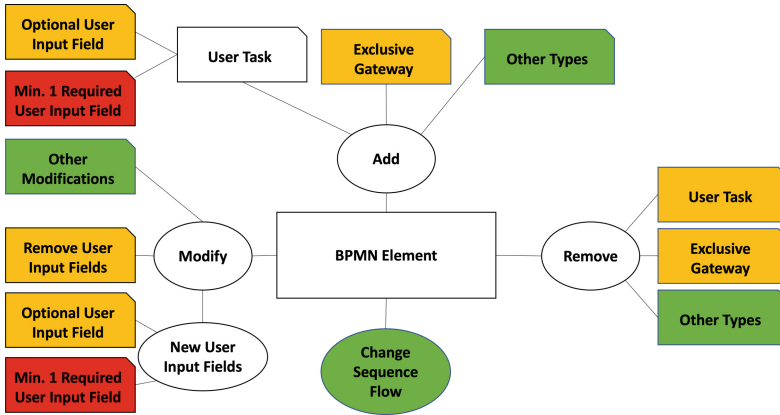 Optional User
Input Field
Min. 1 Required
User Input Field
User Task
Exclusive
Gateway
Other Types
Add
Other
Modifications
Remove User
Input Fields
Optional User
Input Field
Min. 1 Required
User Input Field
Modify
New User
Input Fields
BPMN Element
Change
Sequence
Flow
Remove
User Task
Exclusive
Gateway
Other Types